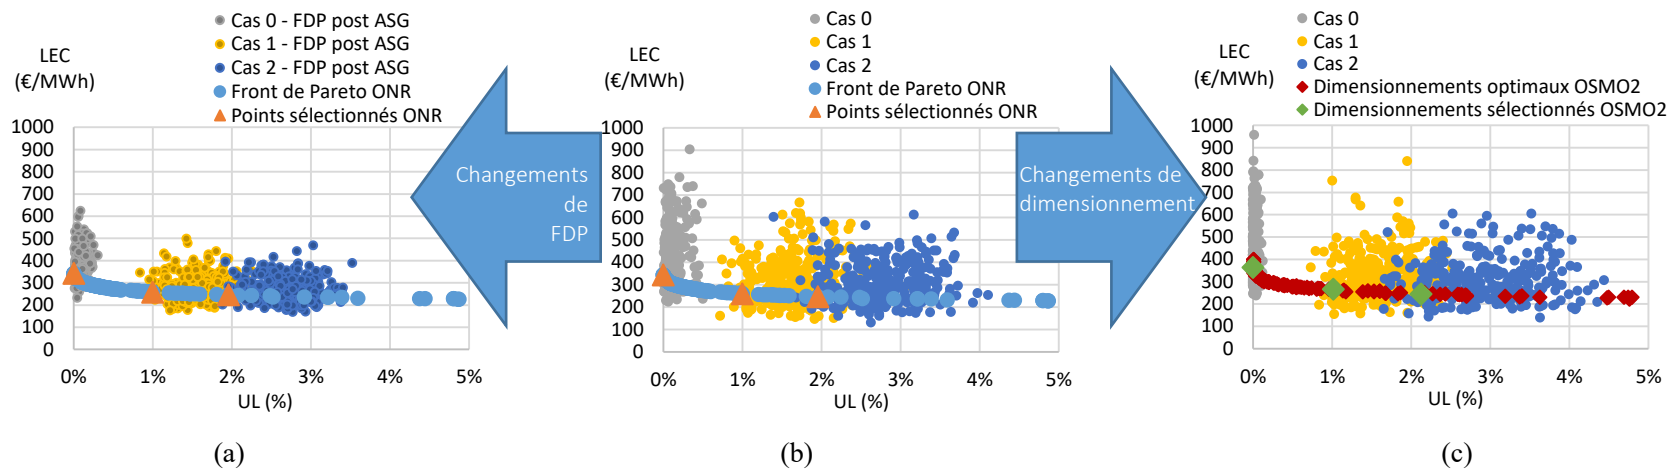 Cas 0 - FDP post ASG
Cas 1 - FDP post ASG
Cas 2 - FDP post ASG
Front de Pareto ONR
Points sélectionnés ONR
LEC
(€/MWh)
1000
900
800
700
600
500
400
300
200
100
0
0%
1%
2%
3%
4%
5%
UL (%)
(a)
Changements
de
FDP
Cas 0
Cas 1
Cas 2
Front de Pareto ONR
Points sélectionnés ONR
LEC
(€/MWh)
1000
900
800
700
600
500
400
300
200
100
0
0%
1%
2%
3%
4%
5%
UL (%)
(b)
Changements de
dimensionnement
Cas 0
Cas 1
Cas 2
Dimensionnements optimaux OSMO2
Dimensionnements sélectionnés OSMO2
LEC
(€/MWh)
1000
900
800
700
600
500
400
300
200
100
0
0%
1%
2%
3%
4%
5%
UL (%)
(c)